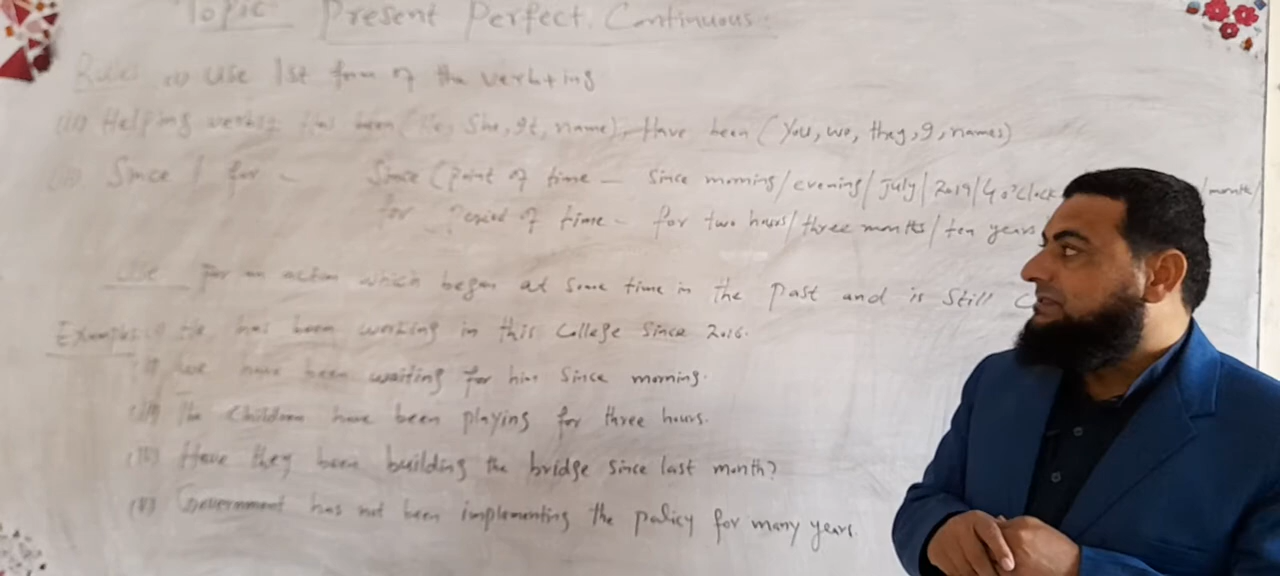 Topic: Present Perfect Continuous:
Rules (i) Use 1st form of the verb+ing
(ii) Helping verbs: Has been (He, She, It, name), Have been (You, we, they, I, names)
(iii) Since / for - Since (Point of time - Since morning/evening/July/2019/4 o'clock /month/
for Period of time - for two hours/three months/ten years
Use For an action which began at some time in the past and is still
Examples (i) He has been working in this College since 2016.
(ii) We have been waiting for him since morning.
(iii) The Children have been playing for three hours.
(iv) Have they been building the bridge since last month?
(v) Government has not been implementing the policy for many years.